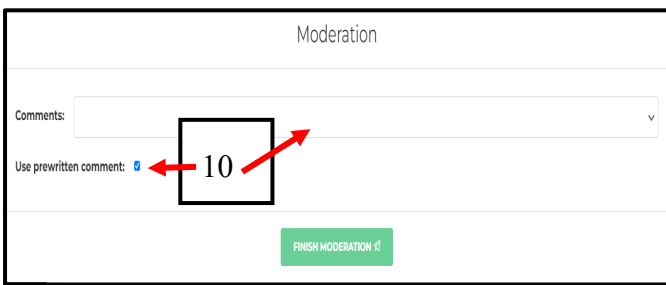 Moderation
Comments:
Use prewritten comment:
10
FINISH MODERATION